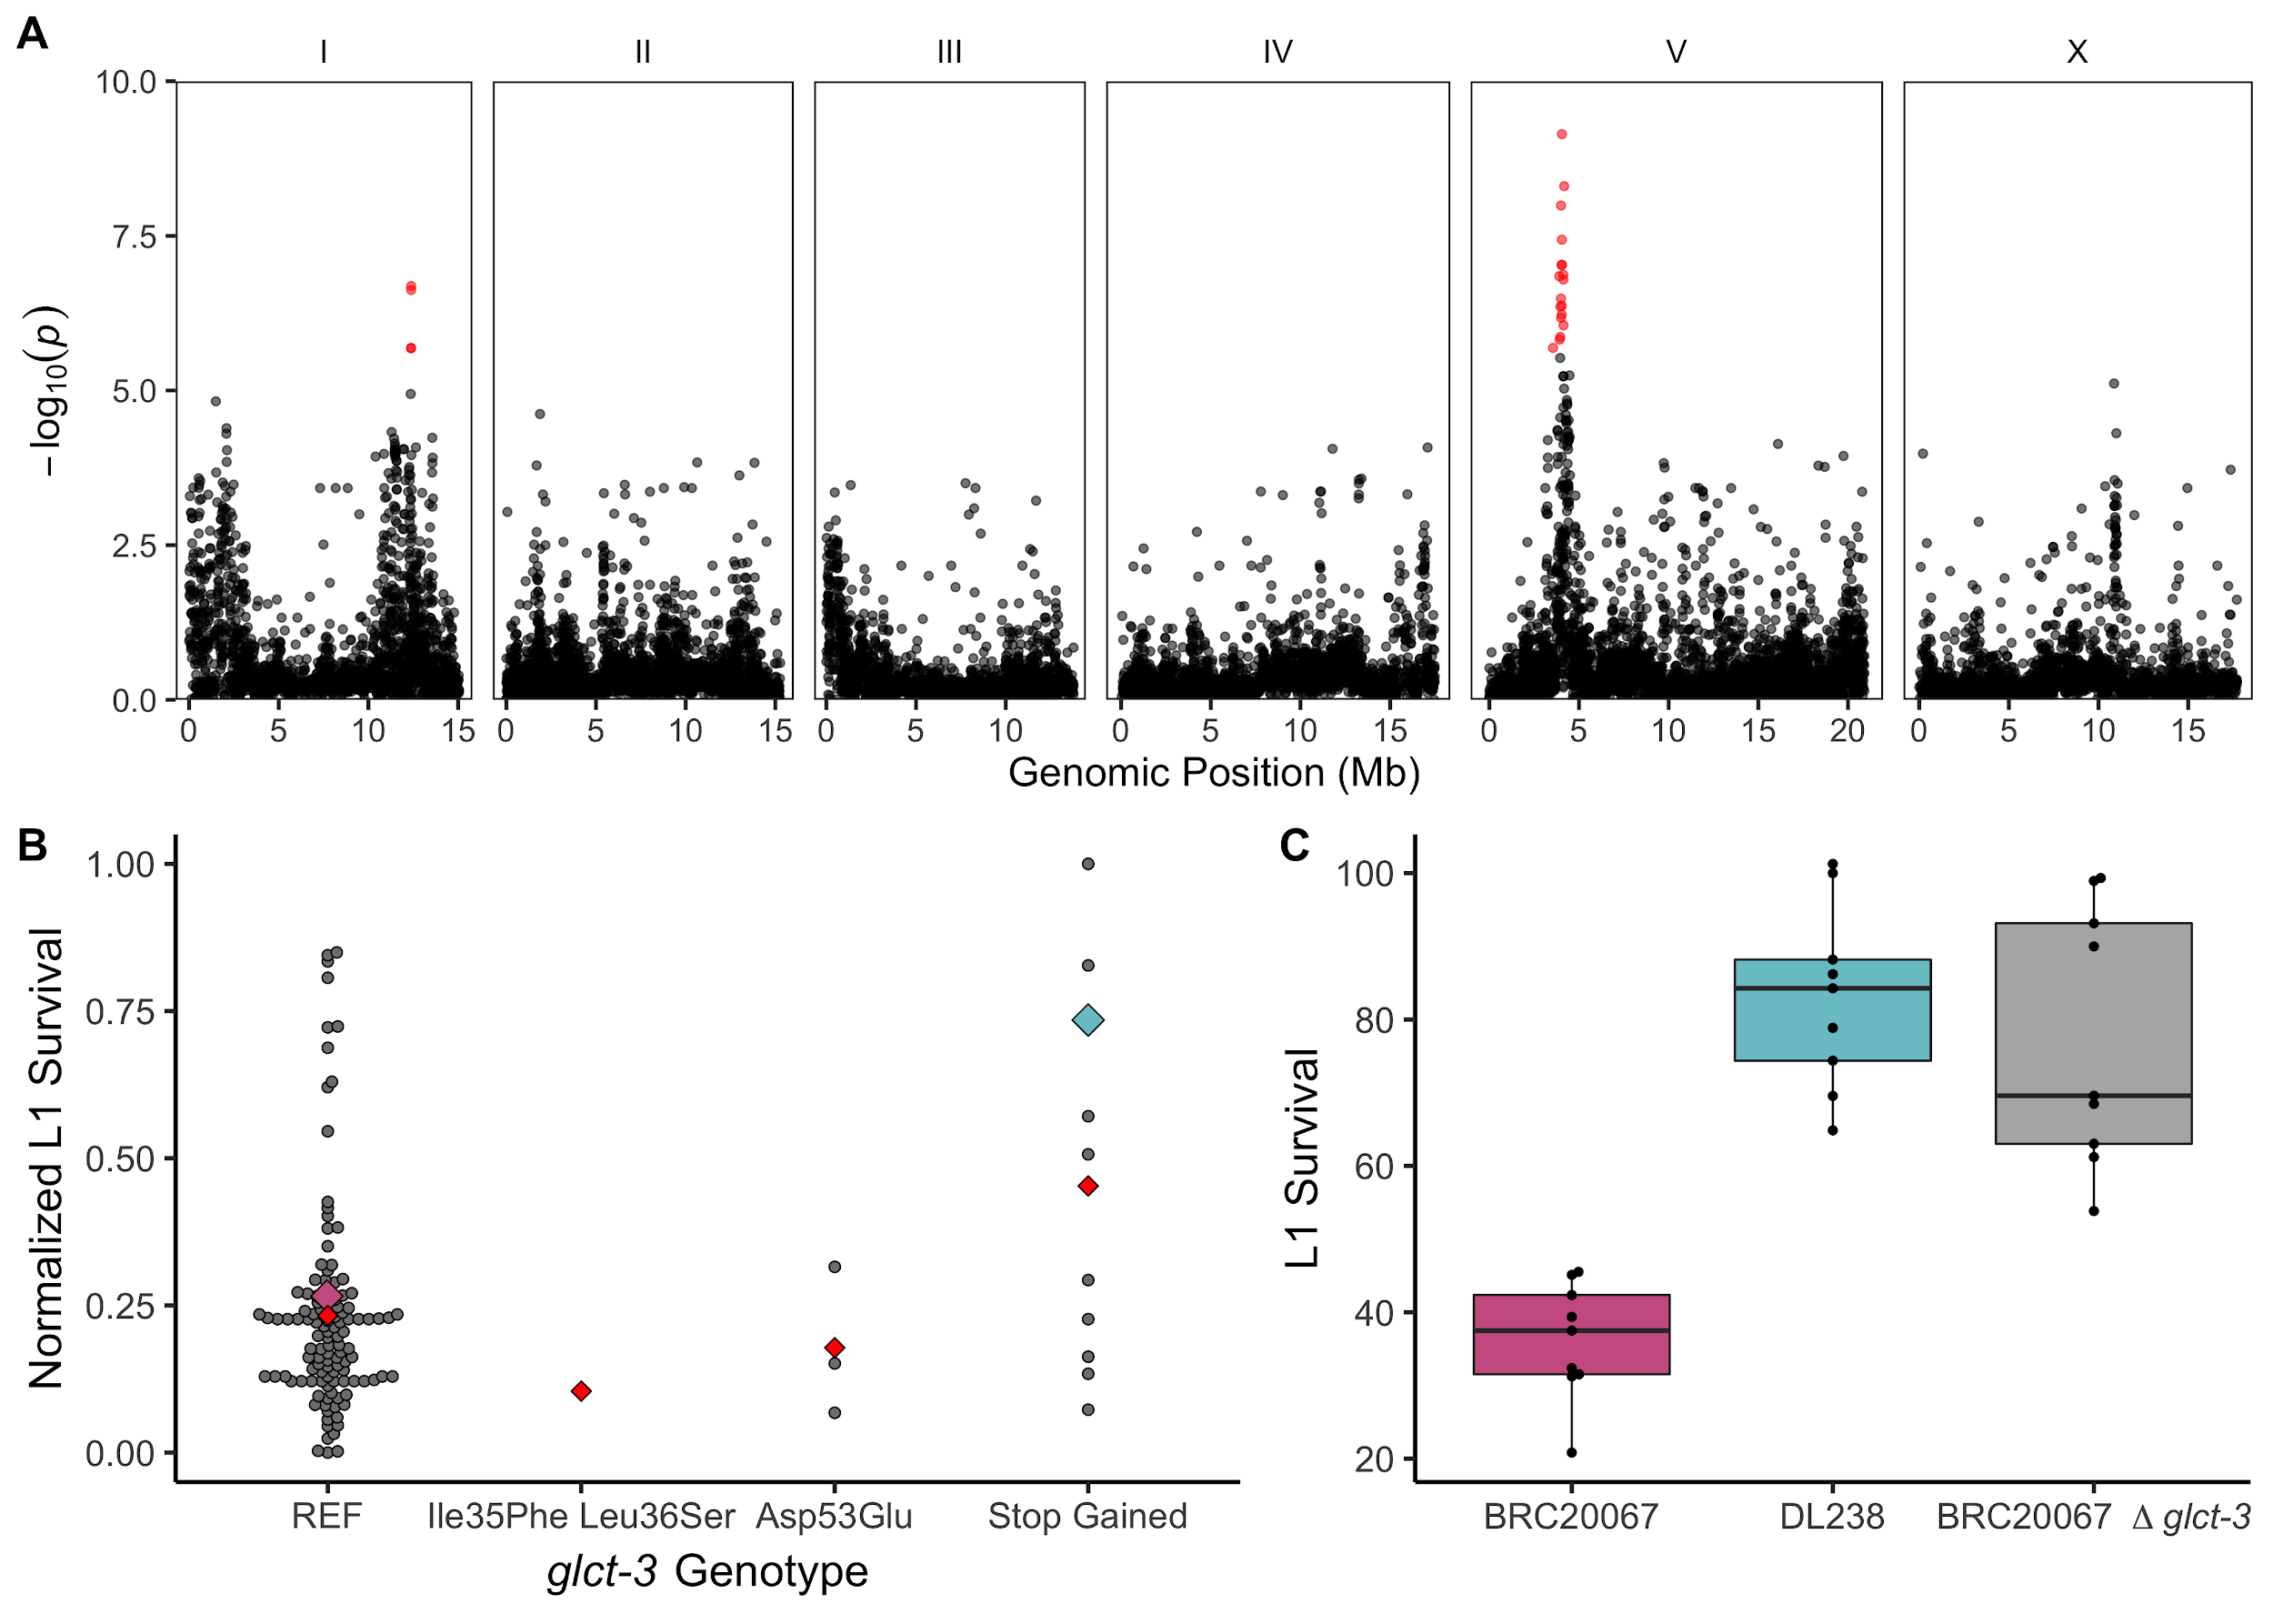 A
I II III IV V X
10.0
7.5
5.0
2.5
0.0
−log10(p)
0 5 10 15 0 5 10 15 0 5 10 0 5 10 15 0 5 10 15 20 0 5 10 15
Genomic Position (Mb)
B
1.00
0.75
0.50
0.25
0.00
Normalized L1 Survival
REF Ile35Phe Leu36Ser Asp53Glu Stop Gained
glct-3 Genotype
C
100
80
60
40
20
L1 Survival
BRC20067 DL238 BRC20067 Δ glct-3